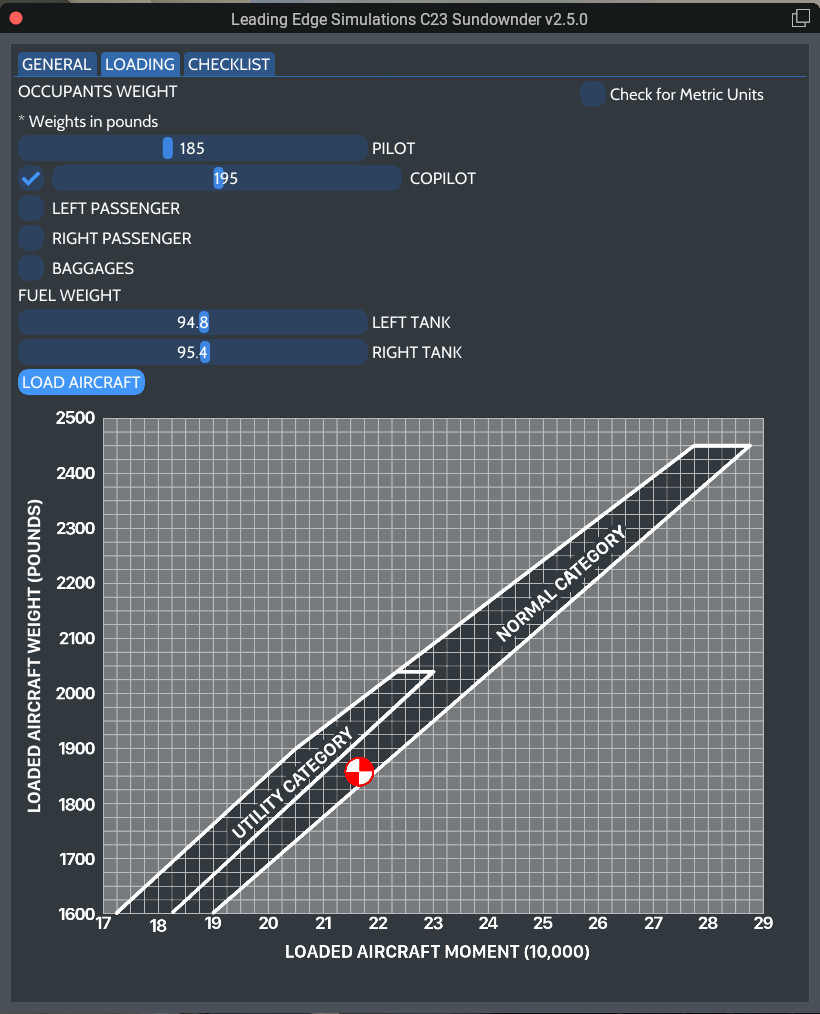 Leading Edge Simulations C23 Sundownder v2.5.0
GENERAL LOADING CHECKLIST
OCCUPANTS WEIGHT
Check for Metric Units
* Weights in pounds
185 PILOT
195 COPILOT
LEFT PASSENGER
RIGHT PASSENGER
BAGGAGES
FUEL WEIGHT
94.8 LEFT TANK
95.4 RIGHT TANK
LOAD AIRCRAFT
LOADED AIRCRAFT WEIGHT (POUNDS)
2500
2400
2300
2200
2100
2000
1900
1800
1700
1600
NORMAL CATEGORY
UTILITY CATEGORY
17 18 19 20 21 22 23 24 25 26 27 28 29
LOADED AIRCRAFT MOMENT (10,000)